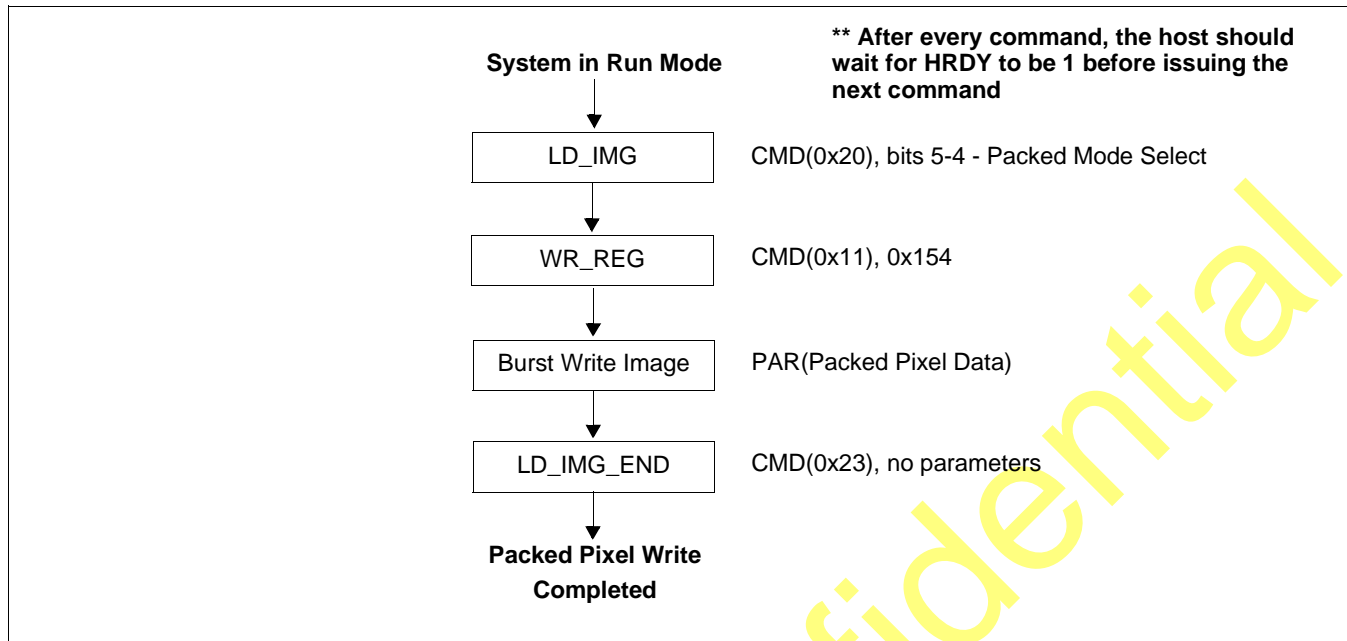 ** After every command, the host should
wait for HRDY to be 1 before issuing the
next command
System in Run Mode
LD_IMG
CMD(0x20), bits 5-4 - Packed Mode Select
WR_REG
CMD(0x11), 0x154
Burst Write Image
PAR(Packed Pixel Data)
LD_IMG_END
CMD(0x23), no parameters
Packed Pixel Write
Completed
fidential